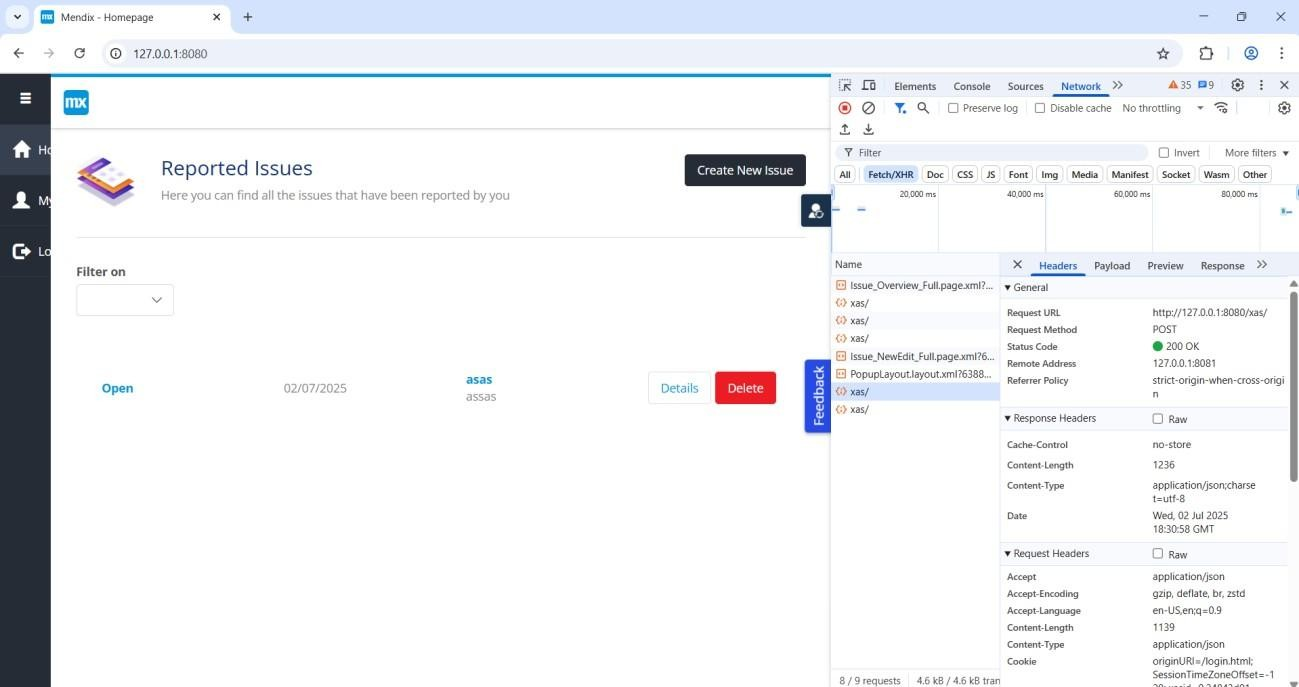 mx Mendix - Homepage
127.0.0.1:8080
mx
Ho
My
Lo
Reported Issues
Here you can find all the issues that have been reported by you
Create New Issue
Filter on
Open
02/07/2025
asas
assas
Details
Delete
Feedback
Elements Console Sources Network 35 9
Preserve log Disable cache No throttling
Filter Invert More filters
All Fetch/XHR Doc CSS JS Font Img Media Manifest Socket Wasm Other
20,000 ms 40,000 ms 60,000 ms 80,000 ms
Name
Issue_Overview_Full.page.xml?...
xas/
xas/
xas/
Issue_NewEdit_Full.page.xml?6...
PopupLayout.layout.xml?6388...
xas/
xas/
8 / 9 requests 4.6 kB / 4.6 kB tran
Headers Payload Preview Response
General
Request URL http://127.0.0.1:8080/xas/
Request Method POST
Status Code 200 OK
Remote Address 127.0.0.1:8081
Referrer Policy strict-origin-when-cross-origi
n
Response Headers Raw
Cache-Control no-store
Content-Length 1236
Content-Type application/json;charse
t=utf-8
Date Wed, 02 Jul 2025
18:30:58 GMT
Request Headers Raw
Accept application/json
Accept-Encoding gzip, deflate, br, zstd
Accept-Language en-US,en;q=0.9
Content-Length 1139
Content-Type application/json
Cookie originURI=/login.html;
SessionTimeZoneOffset=-1